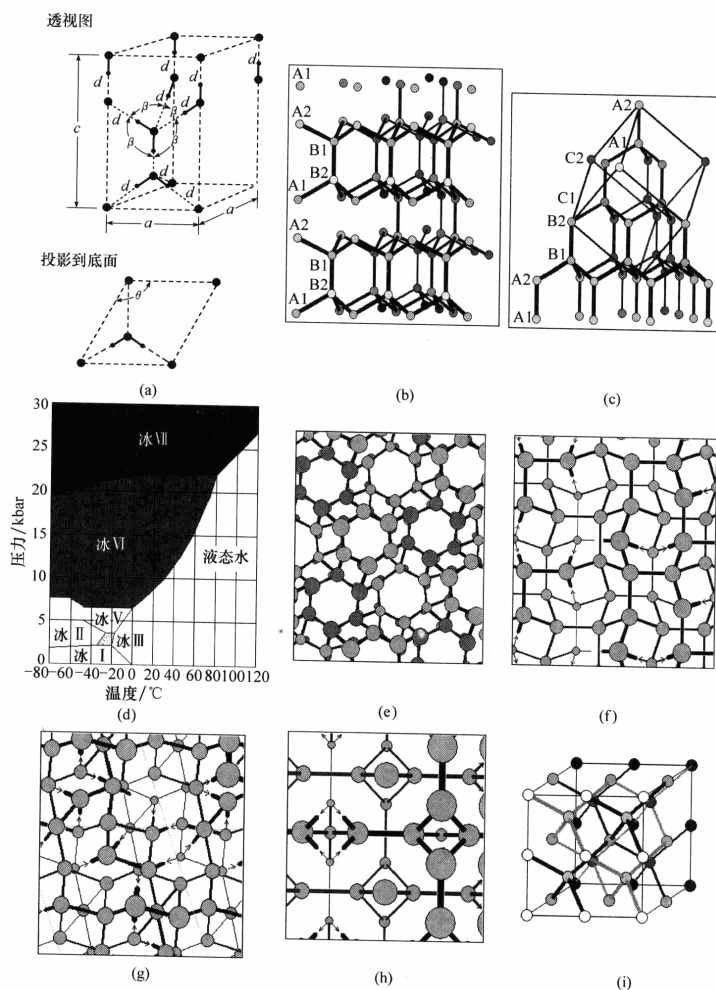 透视图
d
d
d
d
d
d
β
d
β
d
c
β
β
d
d
d
a
a
投影到底面
θ
(a)
A1
A2
B1
B2
A1
A2
B1
B2
A1
(b)
A2
A1
C2
C1
B2
B1
A2
A1
(c)
30
25
20
15
10
5
0
压力/kbar
冰Ⅶ
冰Ⅵ
液态水
冰Ⅴ
冰Ⅱ
冰Ⅲ
冰Ⅰ
−80−60−40−20 0 20 40 60 80 100 120
温度/℃
(d)
(e)
(f)
(g)
(h)
(i)